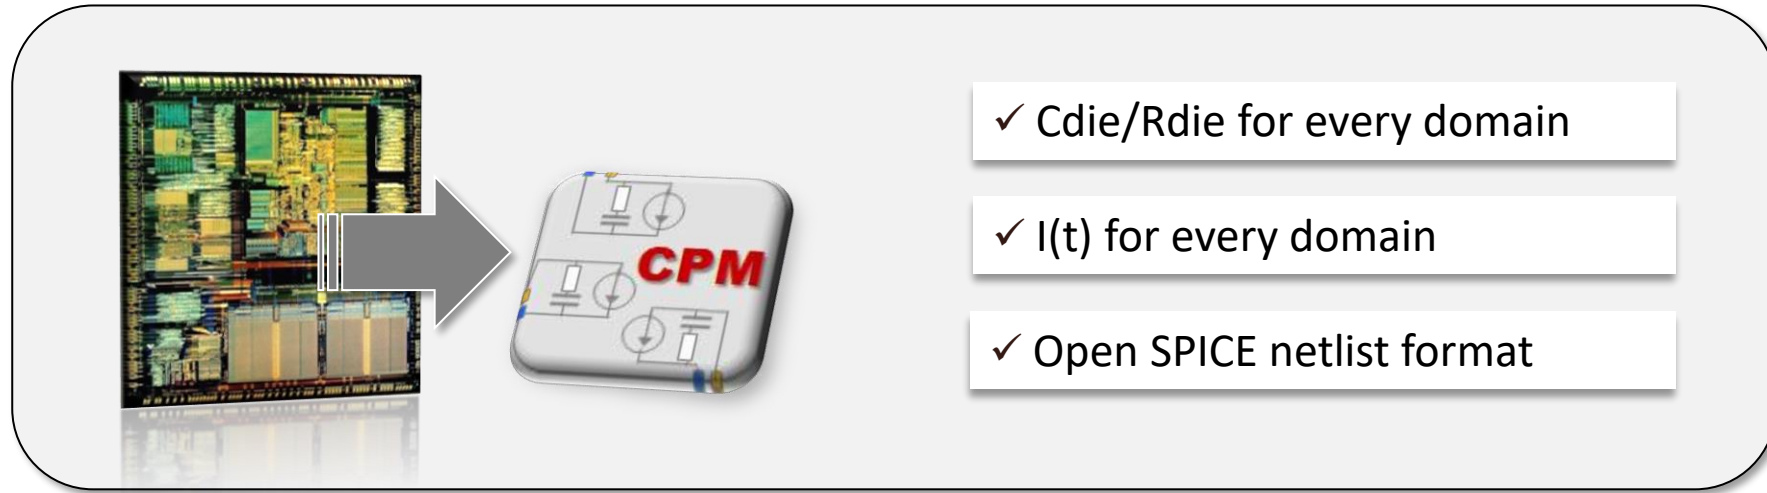 CPM
✓ Cdie/Rdie for every domain
✓ I(t) for every domain
✓ Open SPICE netlist format